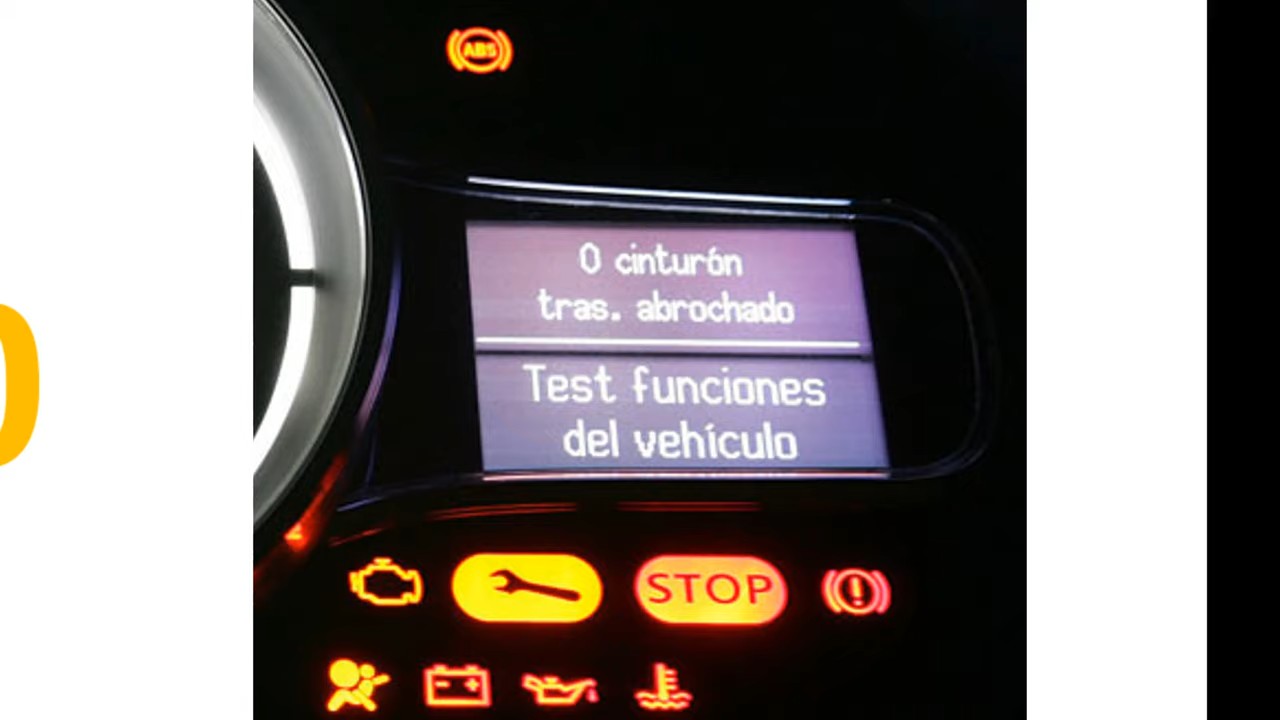 ABS
0 cinturón
tras. abrochado
Test funciones
del vehículo
STOP